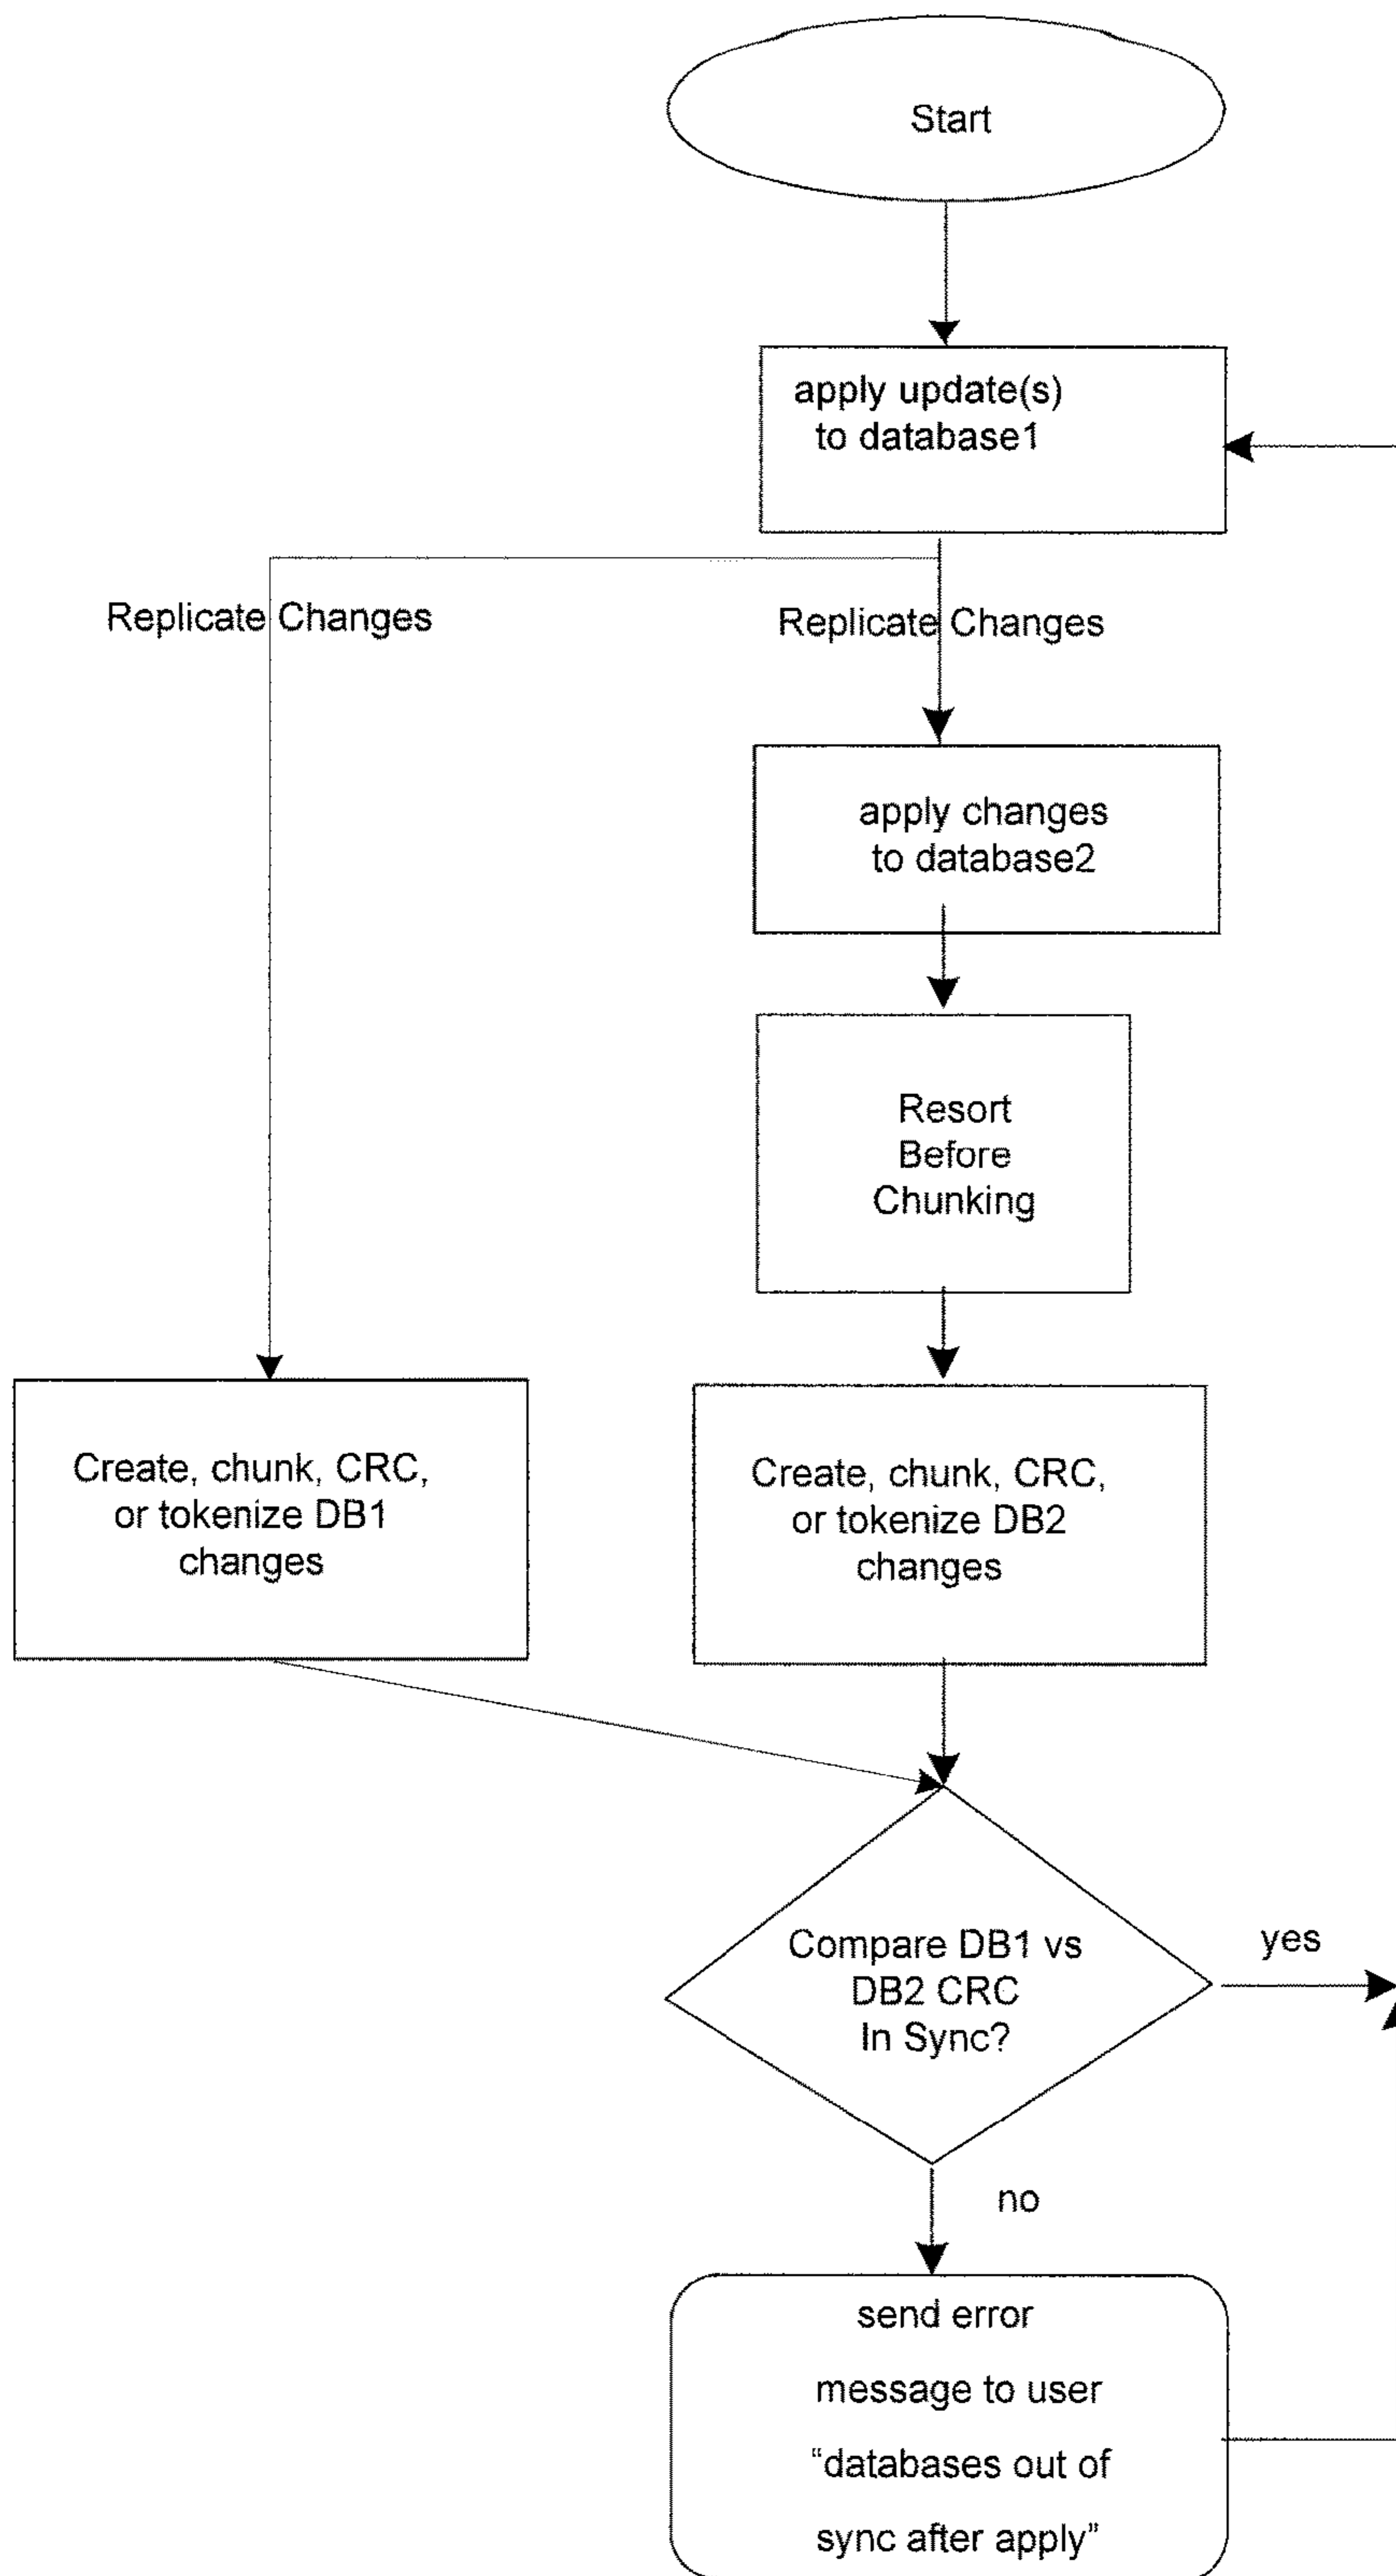 Start
apply update(s)
to database1
Replicate Changes
Replicate Changes
apply changes
to database2
Resort
Before
Chunking
Create, chunk, CRC,
or tokenize DB1
changes
Create, chunk, CRC,
or tokenize DB2
changes
Compare DB1 vs
DB2 CRC
In Sync?
yes
no
send error
message to user
“databases out of
sync after apply”